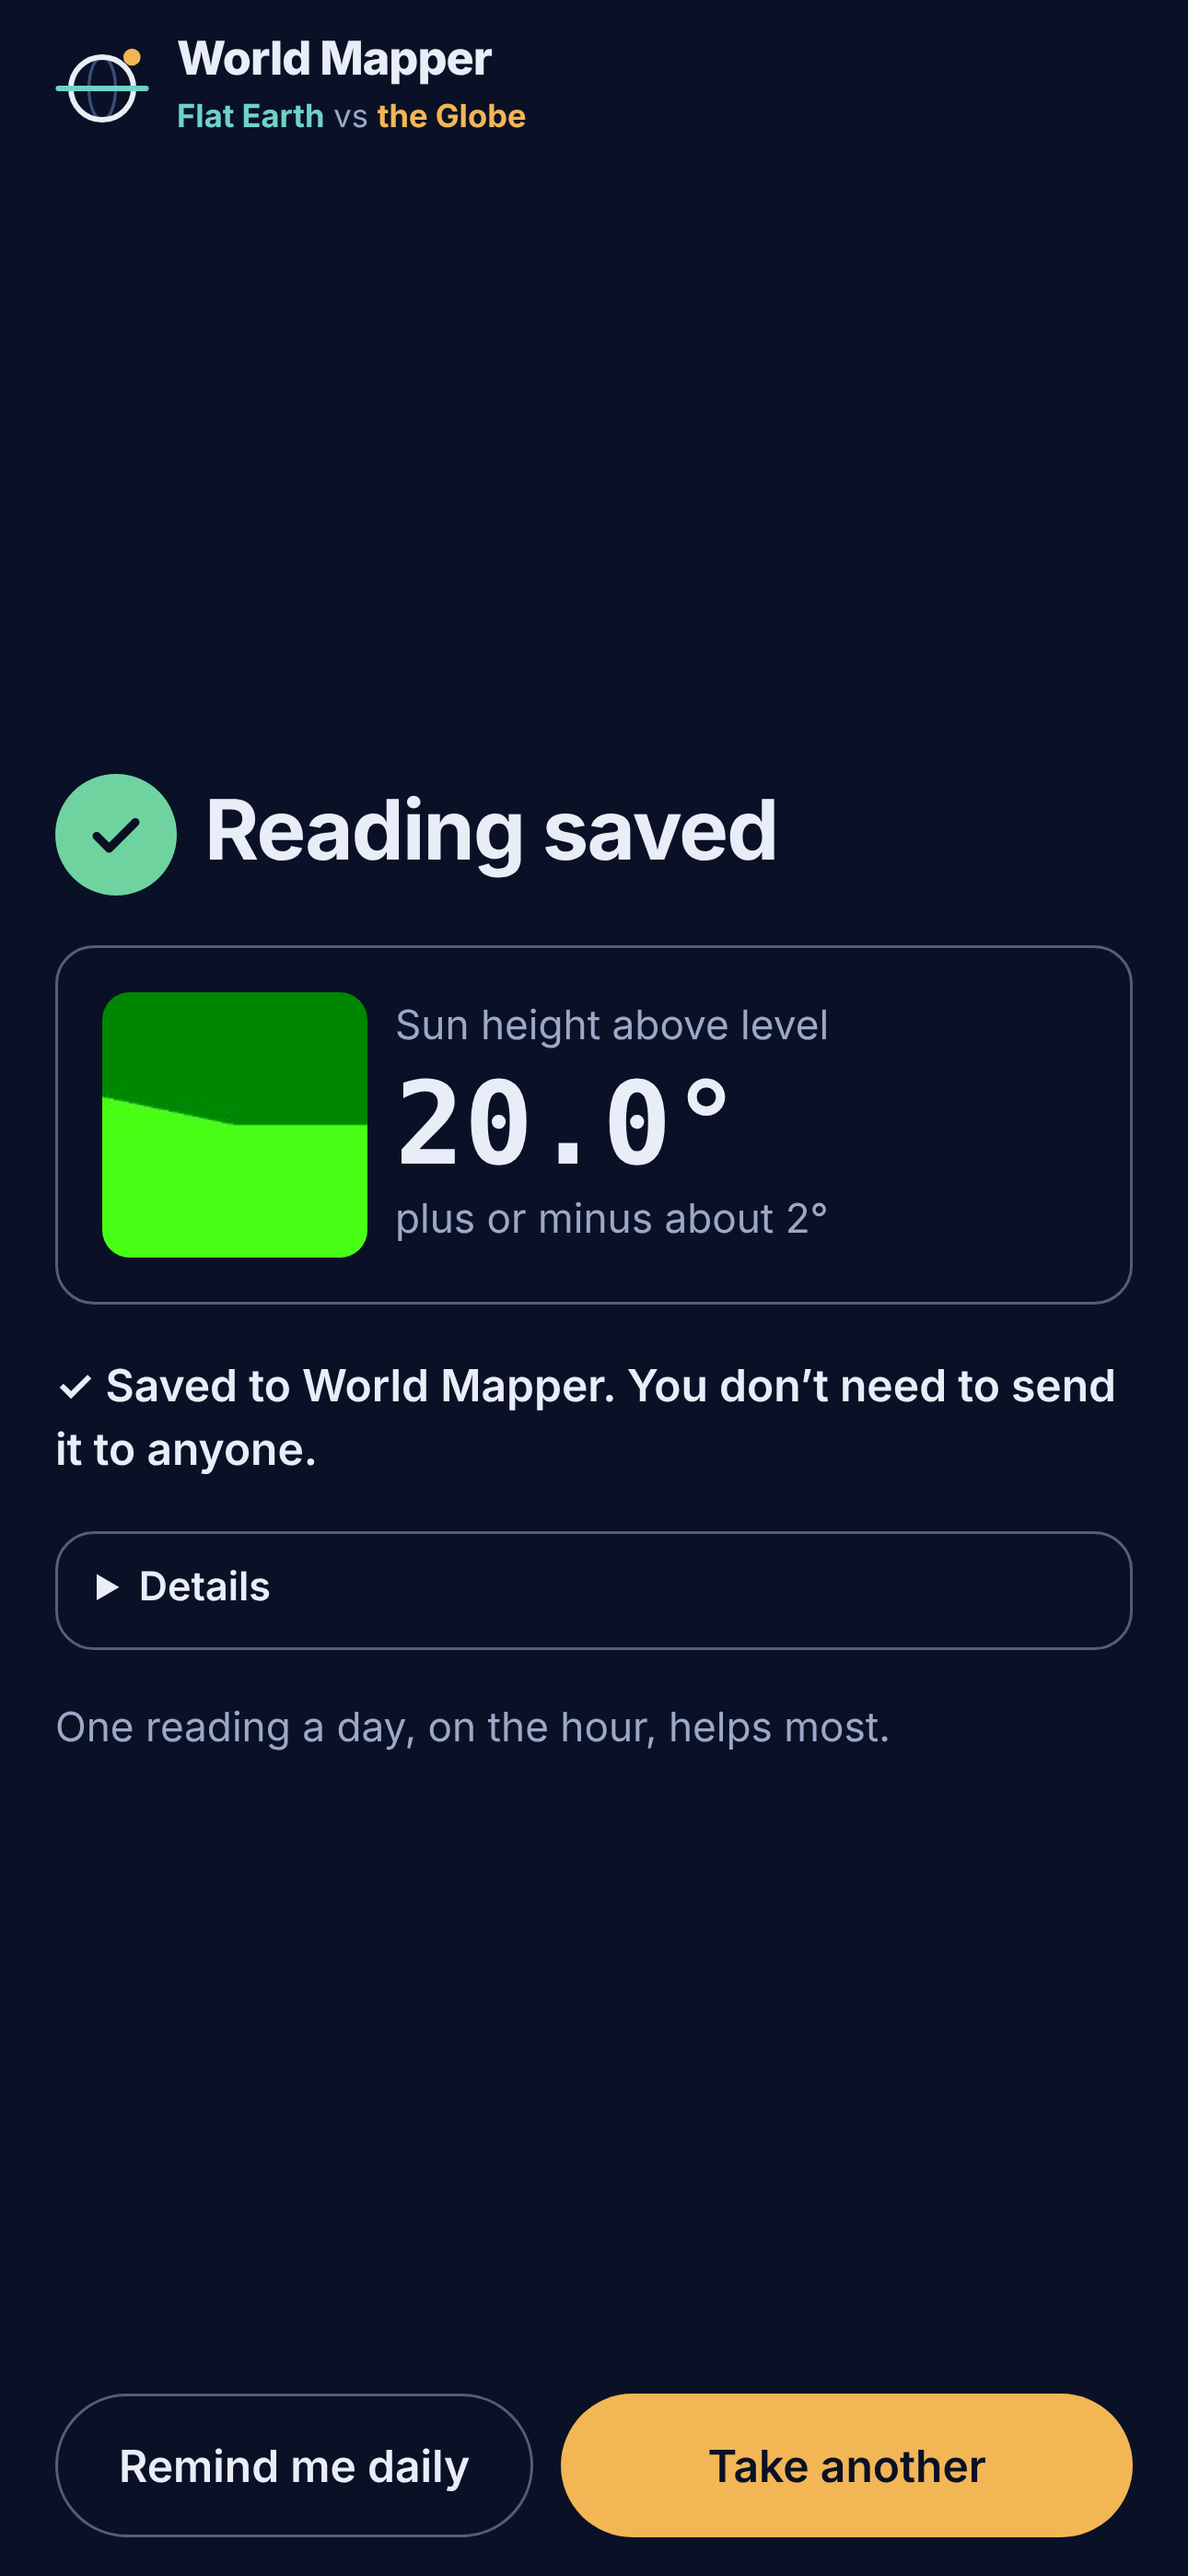 World Mapper
Flat Earth vs the Globe
Reading saved
Sun height above level
20.0°
plus or minus about 2°
✓ Saved to World Mapper. You don’t need to send
it to anyone.
▶ Details
One reading a day, on the hour, helps most.
Remind me daily
Take another